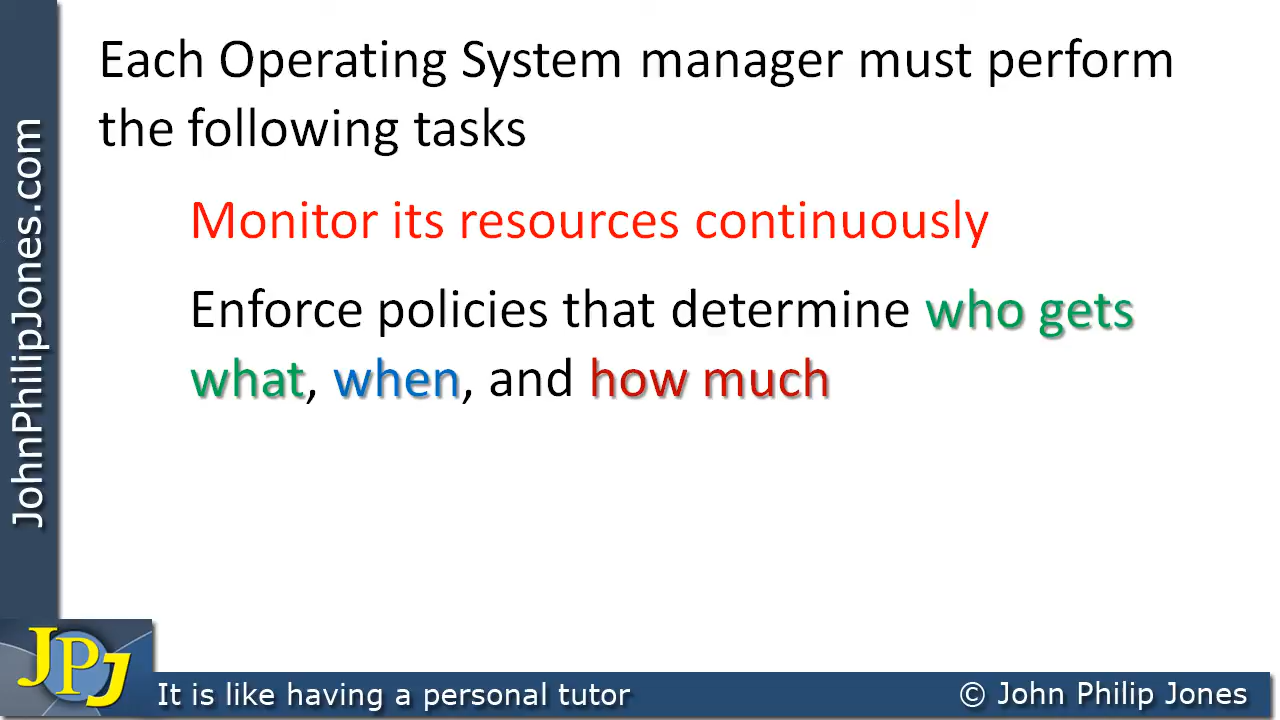 Each Operating System manager must perform
the following tasks
Monitor its resources continuously
Enforce policies that determine who gets
what, when, and how much
JohnPhilipJones.com
JPJ
It is like having a personal tutor
© John Philip Jones